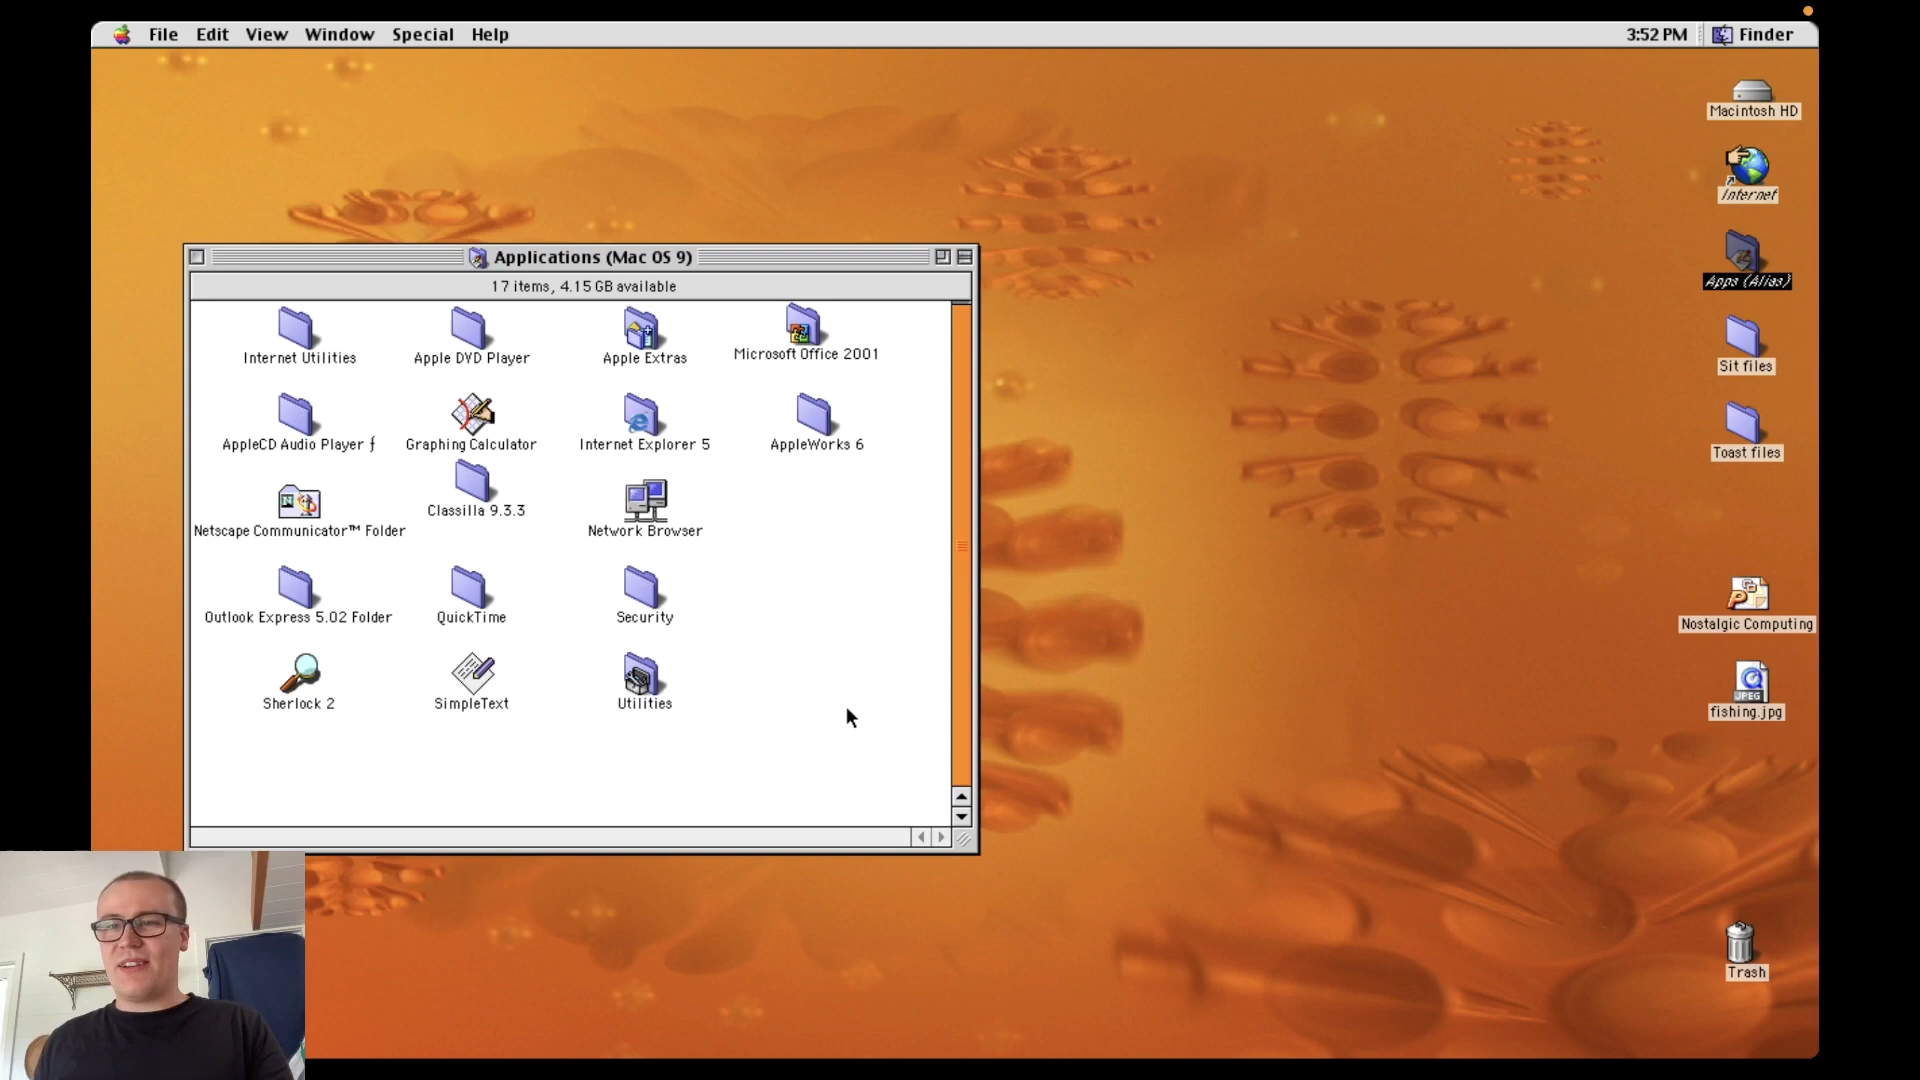 File Edit View Window Special Help 3:52 PM Finder
Macintosh HD
Internet
Apps (Alias)
Sit files
Toast files
Nostalgic Computing
JPEG
fishing.jpg
Trash
Applications (Mac OS 9)
17 items, 4.15 GB available
Internet Utilities Apple DVD Player Apple Extras Microsoft Office 2001
AppleCD Audio Player ƒ Graphing Calculator Internet Explorer 5 AppleWorks 6
Netscape Communicator™ Folder Classilla 9.3.3 Network Browser
Outlook Express 5.02 Folder QuickTime Security
Sherlock 2 SimpleText Utilities